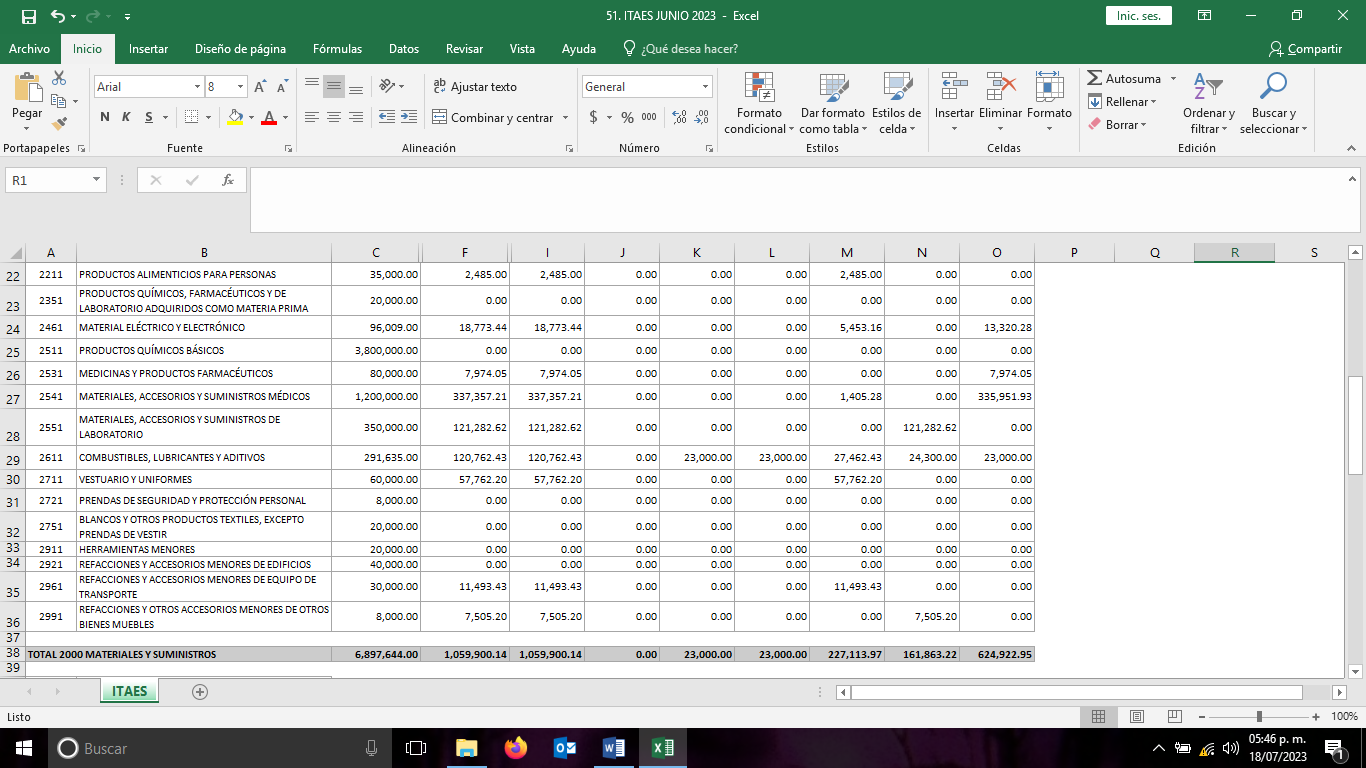 51. ITAES JUNIO 2023 - Excel
Inic. ses.
Archivo Inicio Insertar Diseño de página Fórmulas Datos Revisar Vista Ayuda ¿Qué desea hacer? Compartir
Arial 8 Ajustar texto General Autosuma
Pegar Formato condicional Dar formato como tabla Estilos de celda Insertar Eliminar Formato Rellenar Ordenar y filtrar Buscar y seleccionar
N K S Combinar y centrar $ % 000 Borrar
Portapapeles Fuente Alineación Número Estilos Celdas Edición
R1 fx
A B C F I J K L M N O P Q R S
22 2211 PRODUCTOS ALIMENTICIOS PARA PERSONAS 35,000.00 2,485.00 2,485.00 0.00 0.00 0.00 2,485.00 0.00 0.00
23 2351 PRODUCTOS QUÍMICOS, FARMACÉUTICOS Y DE
LABORATORIO ADQUIRIDOS COMO MATERIA PRIMA 20,000.00 0.00 0.00 0.00 0.00 0.00 0.00 0.00 0.00
24 2461 MATERIAL ELÉCTRICO Y ELECTRÓNICO 96,009.00 18,773.44 18,773.44 0.00 0.00 0.00 5,453.16 0.00 13,320.28
25 2511 PRODUCTOS QUÍMICOS BÁSICOS 3,800,000.00 0.00 0.00 0.00 0.00 0.00 0.00 0.00 0.00
26 2531 MEDICINAS Y PRODUCTOS FARMACÉUTICOS 80,000.00 7,974.05 7,974.05 0.00 0.00 0.00 0.00 0.00 7,974.05
27 2541 MATERIALES, ACCESORIOS Y SUMINISTROS MÉDICOS 1,200,000.00 337,357.21 337,357.21 0.00 0.00 0.00 1,405.28 0.00 335,951.93
28 2551 MATERIALES, ACCESORIOS Y SUMINISTROS DE
LABORATORIO 350,000.00 121,282.62 121,282.62 0.00 0.00 0.00 0.00 121,282.62 0.00
29 2611 COMBUSTIBLES, LUBRICANTES Y ADITIVOS 291,635.00 120,762.43 120,762.43 0.00 23,000.00 23,000.00 27,462.43 24,300.00 23,000.00
30 2711 VESTUARIO Y UNIFORMES 60,000.00 57,762.20 57,762.20 0.00 0.00 0.00 57,762.20 0.00 0.00
31 2721 PRENDAS DE SEGURIDAD Y PROTECCIÓN PERSONAL 8,000.00 0.00 0.00 0.00 0.00 0.00 0.00 0.00 0.00
32 2751 BLANCOS Y OTROS PRODUCTOS TEXTILES, EXCEPTO
PRENDAS DE VESTIR 20,000.00 0.00 0.00 0.00 0.00 0.00 0.00 0.00 0.00
33 2911 HERRAMIENTAS MENORES 20,000.00 0.00 0.00 0.00 0.00 0.00 0.00 0.00 0.00
34 2921 REFACCIONES Y ACCESORIOS MENORES DE EDIFICIOS 40,000.00 0.00 0.00 0.00 0.00 0.00 0.00 0.00 0.00
35 2961 REFACCIONES Y ACCESORIOS MENORES DE EQUIPO DE
TRANSPORTE 30,000.00 11,493.43 11,493.43 0.00 0.00 0.00 11,493.43 0.00 0.00
36 2991 REFACCIONES Y OTROS ACCESORIOS MENORES DE OTROS
BIENES MUEBLES 8,000.00 7,505.20 7,505.20 0.00 0.00 0.00 0.00 7,505.20 0.00
37
38 TOTAL 2000 MATERIALES Y SUMINISTROS 6,897,644.00 1,059,900.14 1,059,900.14 0.00 23,000.00 23,000.00 227,113.97 161,863.22 624,922.95
39
ITAES
Listo 100%
Buscar 05:46 p. m.
18/07/2023 1